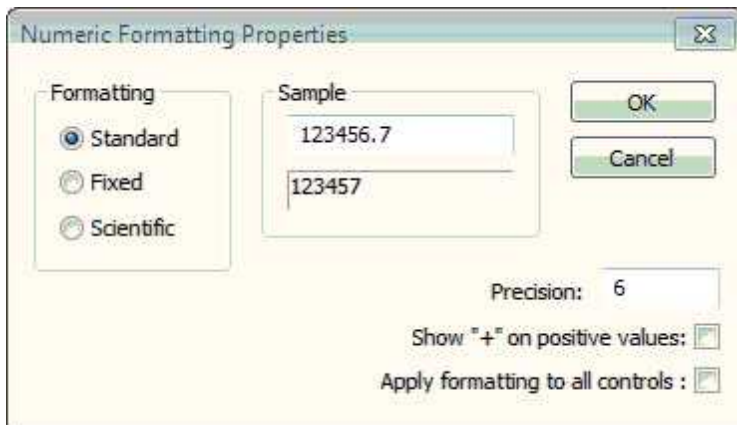 Numeric Formatting Properties
Formatting
Standard
Fixed
Scientific
Sample
123456.7
123457
OK
Cancel
Precision: 6
Show "+" on positive values:
Apply formatting to all controls :